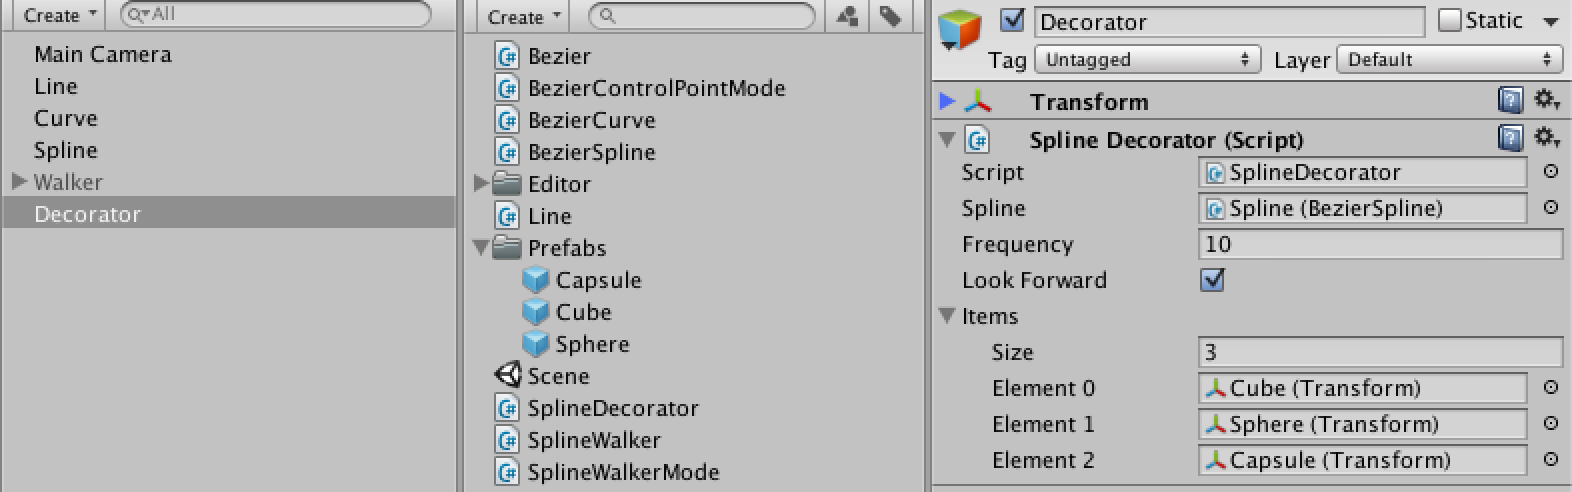 Create
All
Main Camera
Line
Curve
Spline
Walker
Decorator
Create
Bezier
BezierControlPointMode
BezierCurve
BezierSpline
Editor
Line
Prefabs
Capsule
Cube
Sphere
Scene
SplineDecorator
SplineWalker
SplineWalkerMode
Decorator Static
Tag Untagged Layer Default
Transform
Spline Decorator (Script)
Script SplineDecorator
Spline Spline (BezierSpline)
Frequency 10
Look Forward
Items
Size 3
Element 0 Cube (Transform)
Element 1 Sphere (Transform)
Element 2 Capsule (Transform)